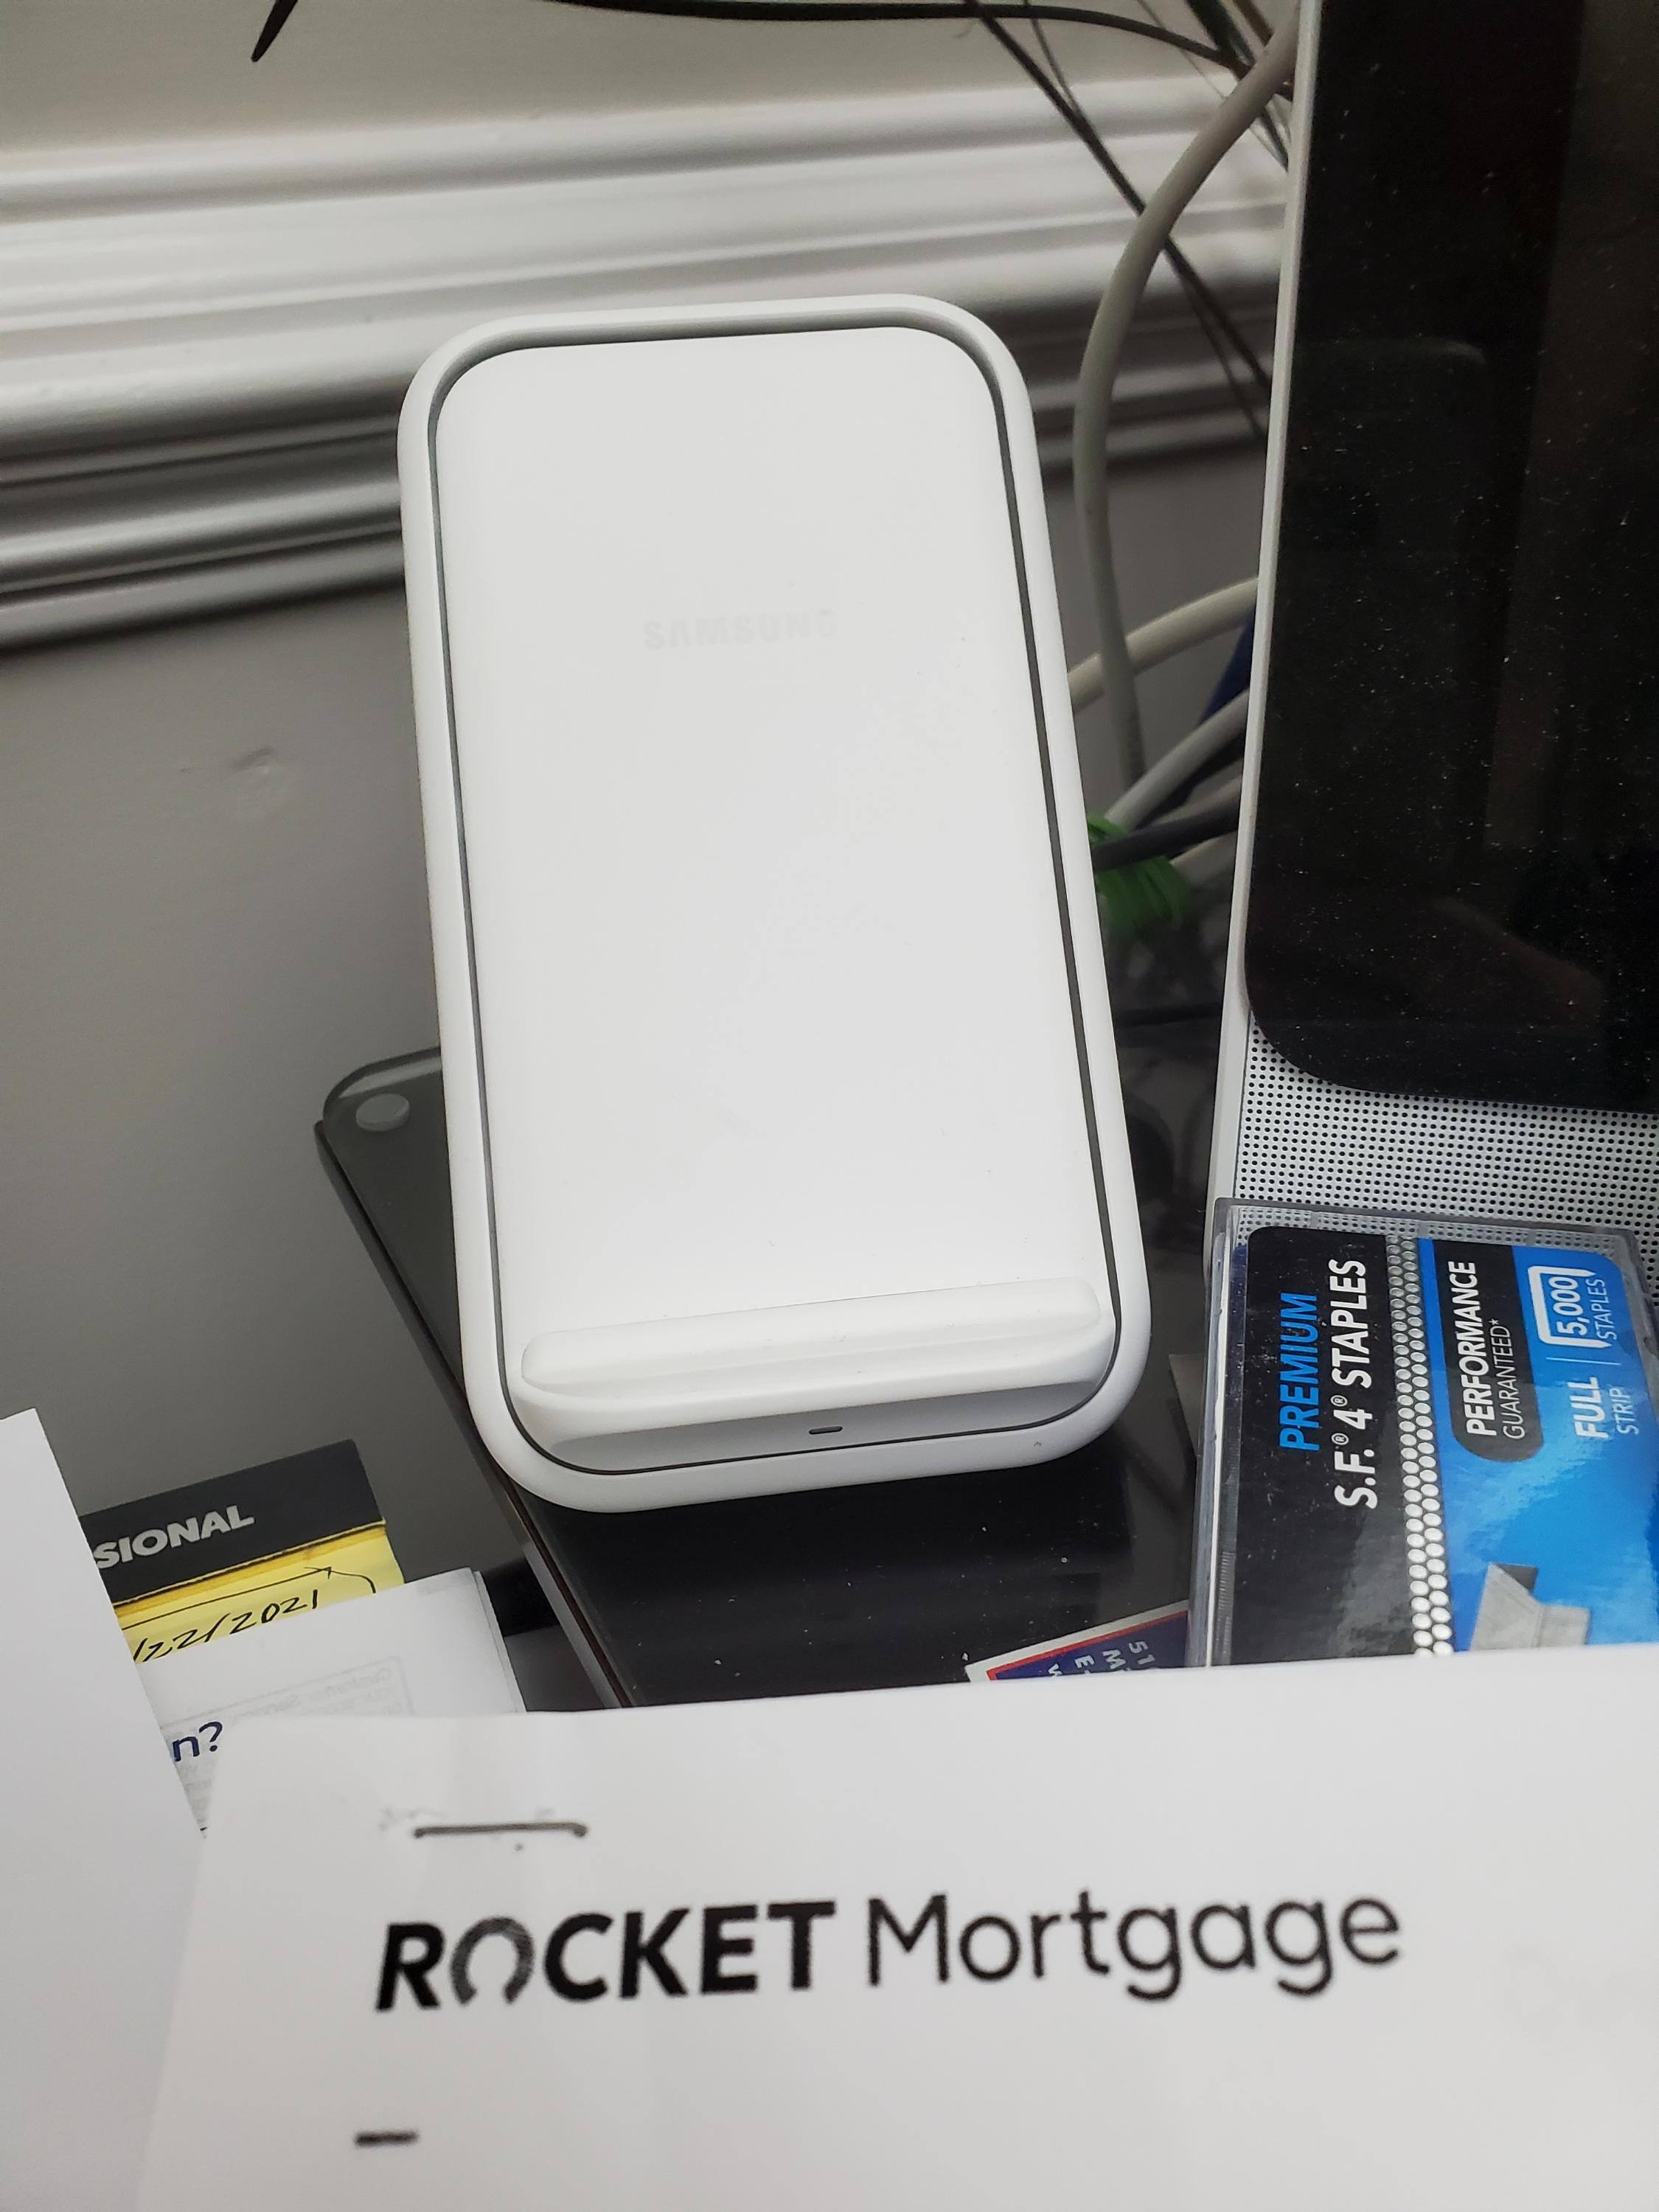 SAMSUNG
PREMIUM
S.F.® 4® STAPLES
PERFORMANCE
GUARANTEED*
FULL
STRIP
5,000
STAPLES
SIONAL
/22/2021
n?
ROCKET Mortgage